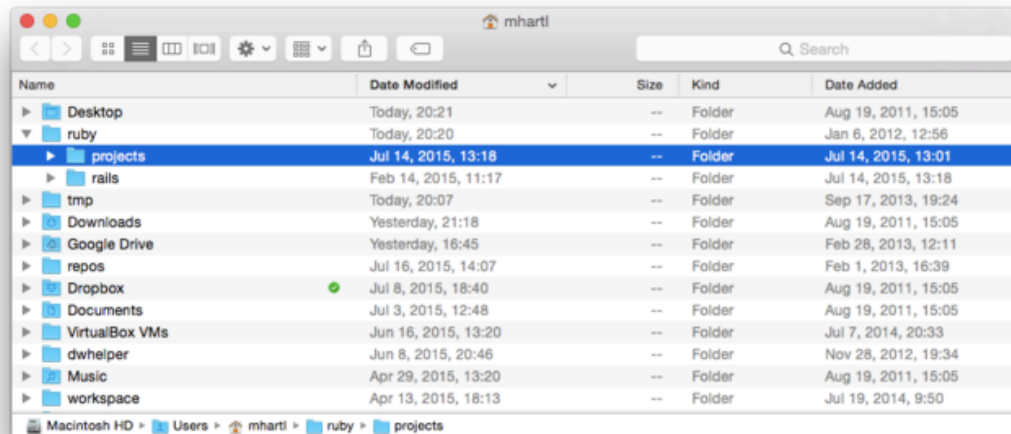 mhartl
Search
Name Date Modified Size Kind Date Added
Desktop Today, 20:21 -- Folder Aug 19, 2011, 15:05
ruby Today, 20:20 -- Folder Jan 6, 2012, 12:56
projects Jul 14, 2015, 13:18 -- Folder Jul 14, 2015, 13:01
rails Feb 14, 2015, 11:17 -- Folder Jul 14, 2015, 13:18
tmp Today, 20:07 -- Folder Sep 17, 2013, 19:24
Downloads Yesterday, 21:18 -- Folder Aug 19, 2011, 15:05
Google Drive Yesterday, 16:45 -- Folder Feb 28, 2013, 12:11
repos Jul 16, 2015, 14:07 -- Folder Feb 1, 2013, 16:39
Dropbox Jul 8, 2015, 18:40 -- Folder Aug 19, 2011, 15:05
Documents Jul 3, 2015, 12:48 -- Folder Aug 19, 2011, 15:05
VirtualBox VMs Jun 16, 2015, 13:20 -- Folder Jul 7, 2014, 20:33
dwhelper Jun 8, 2015, 20:46 -- Folder Nov 28, 2012, 19:34
Music Apr 29, 2015, 13:20 -- Folder Aug 19, 2011, 15:05
workspace Apr 13, 2015, 18:13 -- Folder Jul 19, 2014, 9:50
Macintosh HD Users mhartl ruby projects